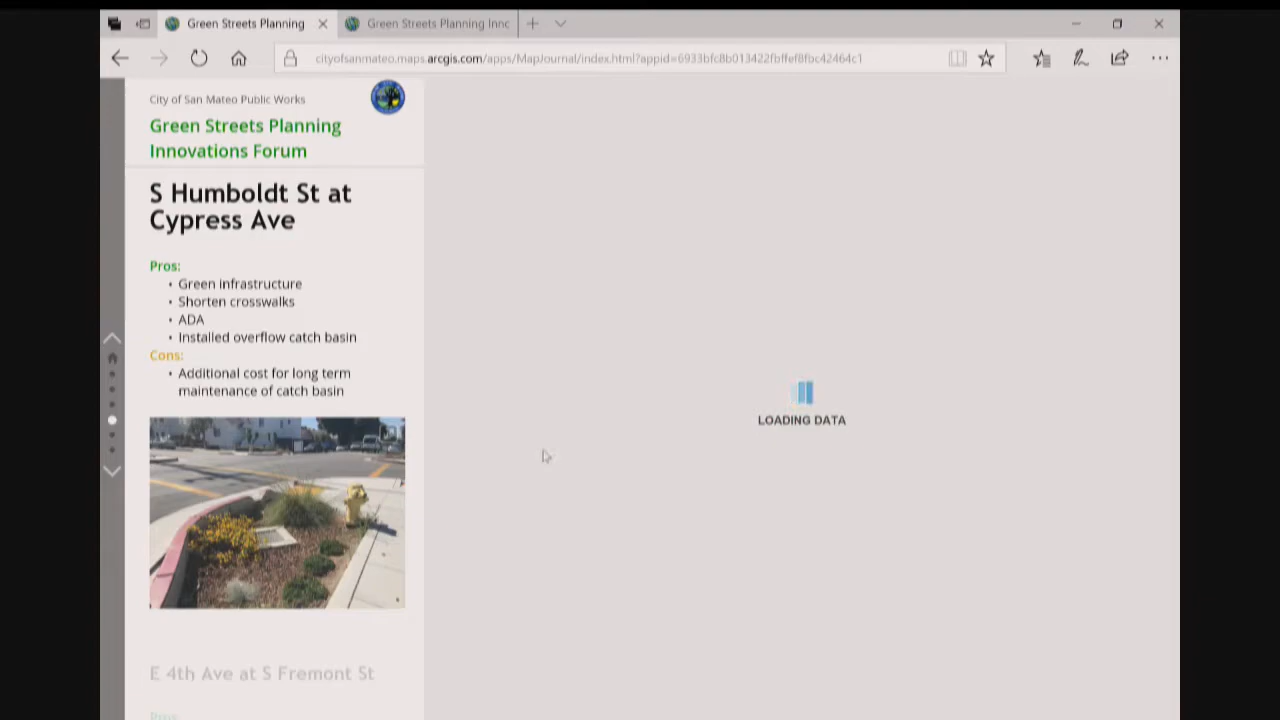 Green Streets Planning
Green Streets Planning Innc
cityofsanmateo.maps.arcgis.com/apps/MapJournal/index.html?appid=6933bfc8b013422fbffef8fbc42464c1
City of San Mateo Public Works
Green Streets Planning
Innovations Forum
S Humboldt St at
Cypress Ave
Pros:
• Green infrastructure
• Shorten crosswalks
• ADA
• Installed overflow catch basin
Cons:
• Additional cost for long term
maintenance of catch basin
LOADING DATA
E 4th Ave at S Fremont St
Pros: